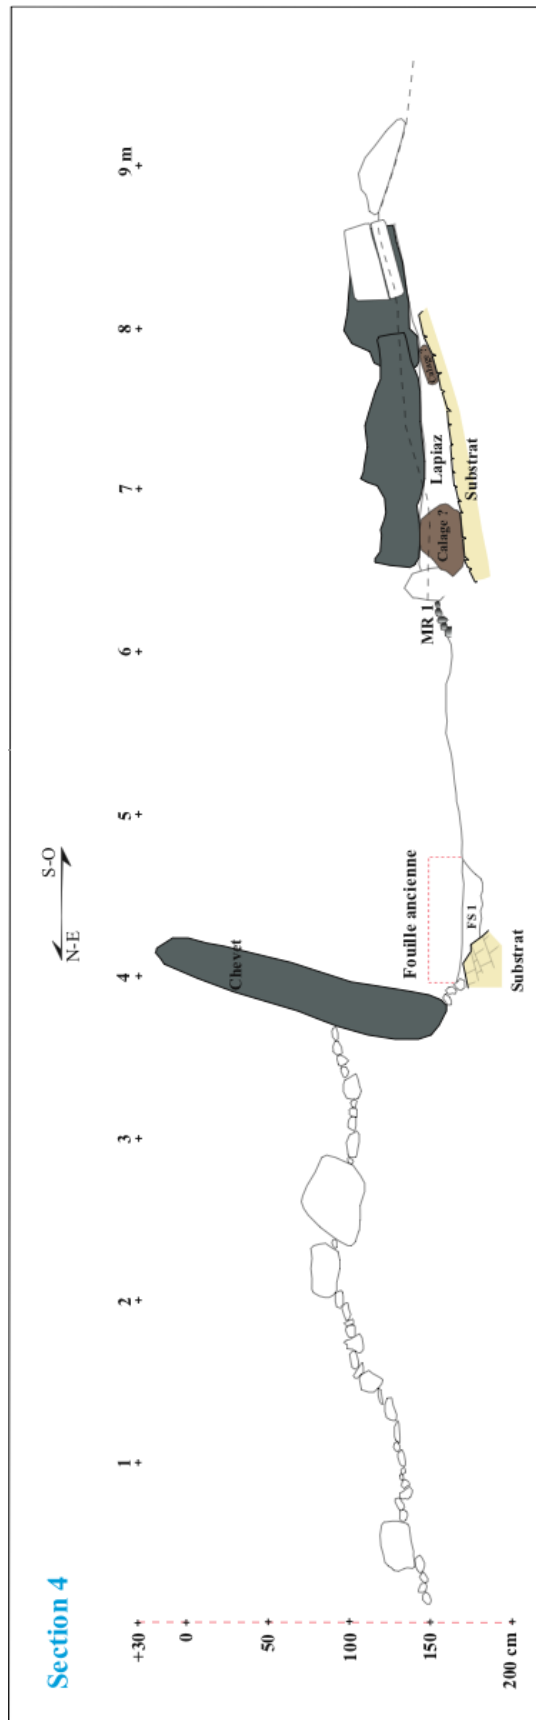 Section 4
N-E
S-O
1
2
3
4
5
6
7
8
9 m
+30
0
50
100
150
200 cm
Chevet
Fouille ancienne
FS 1
Substrat
MR 1
Calage ?
Lapiaz
Substrat